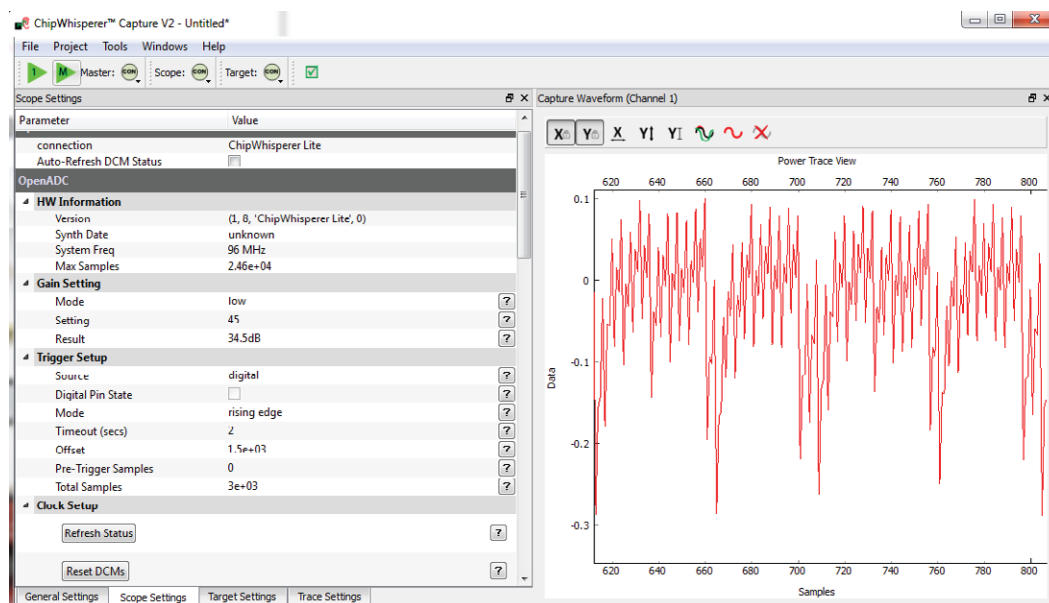 ChipWhisperer™ Capture V2 - Untitled*
File Project Tools Windows Help
1 M Master: CON Scope: CON Target: CON
Scope Settings
Parameter Value
connection ChipWhisperer Lite
Auto-Refresh DCM Status
OpenADC
HW Information
Version (1, 8, 'ChipWhisperer Lite', 0)
Synth Date unknown
System Freq 96 MHz
Max Samples 2.46e+04
Gain Setting
Mode low ?
Setting 45 ?
Result 34.5dB ?
Trigger Setup
Source digital ?
Digital Pin State ?
Mode rising edge ?
Timeout (secs) 2 ?
Offset 1.5e+03 ?
Pre-Trigger Samples 0 ?
Total Samples 3e+03 ?
Clock Setup
Refresh Status ?
Reset DCMs ?
General Settings Scope Settings Target Settings Trace Settings
Capture Waveform (Channel 1)
X Y X Y Y
Power Trace View
620 640 660 680 700 720 740 760 780 800
0.1
0
-0.1
-0.2
-0.3
Data
620 640 660 680 700 720 740 760 780 800
Samples